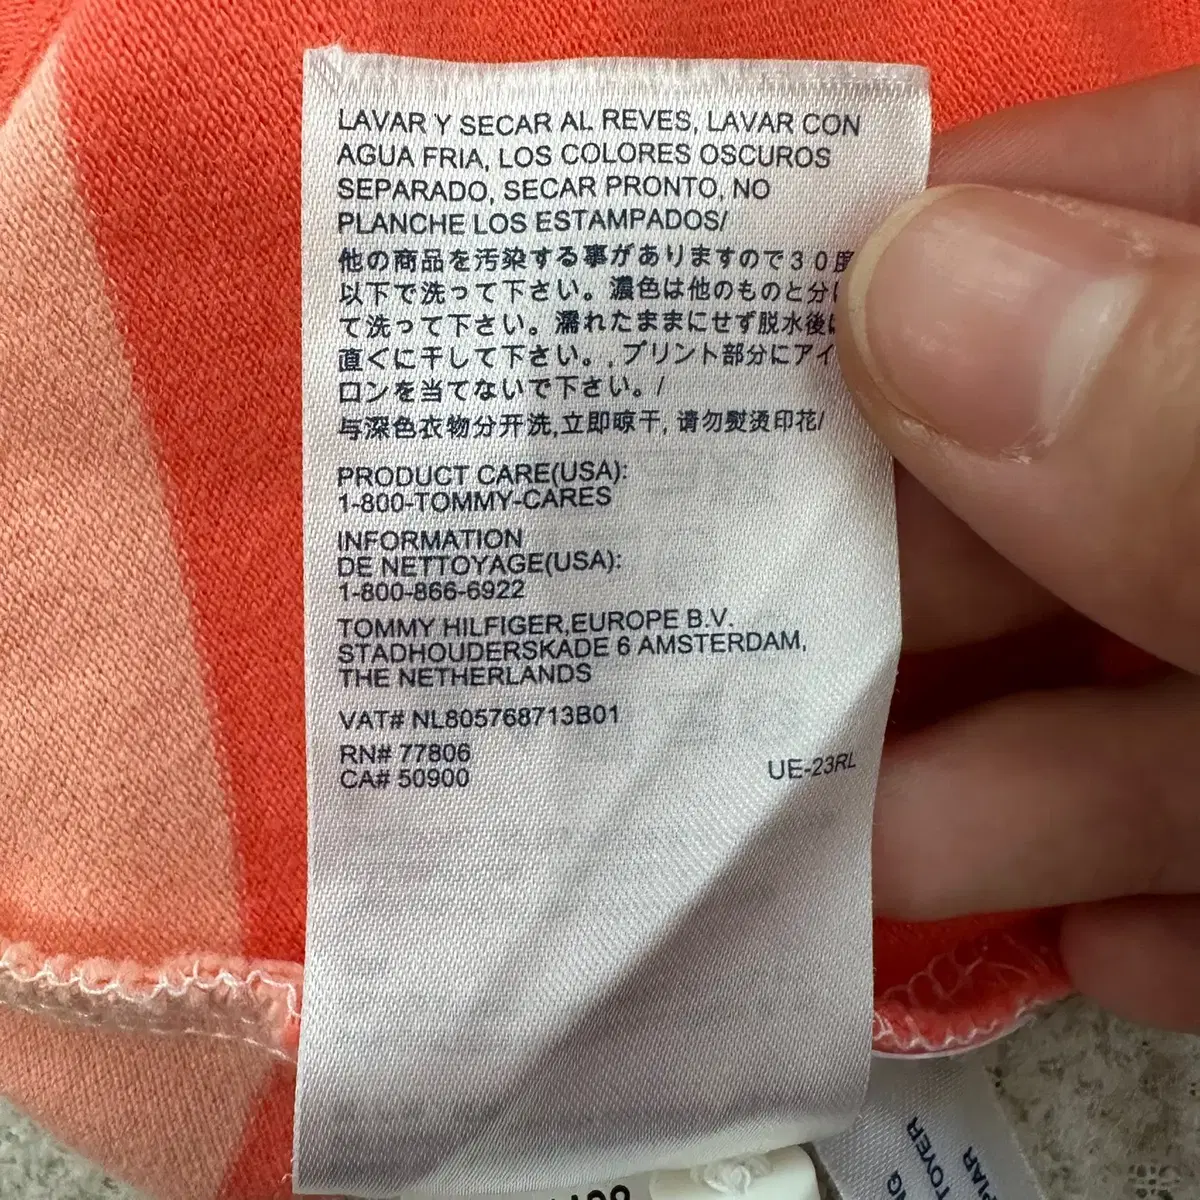 LAVAR Y SECAR AL REVES, LAVAR CON
AGUA FRIA, LOS COLORES OSCUROS
SEPARADO, SECAR PRONTO, NO
PLANCHE LOS ESTAMPADOS/
他の商品を汚染する事がありますので30度
以下で洗って下さい。濃色は他のものと分け
て洗って下さい。濡れたままにせず脱水後は
直ぐに干して下さい。,プリント部分にアイ
ロンを当てないで下さい。/
与深色衣物分开洗,立即晾干, 请勿熨烫印花/
PRODUCT CARE(USA):
1-800-TOMMY-CARES
INFORMATION
DE NETTOYAGE(USA):
1-800-866-6922
TOMMY HILFIGER,EUROPE B.V.
STADHOUDERSKADE 6 AMSTERDAM,
THE NETHERLANDS
VAT# NL805768713B01
RN# 77806
CA# 50900
UE-23RL